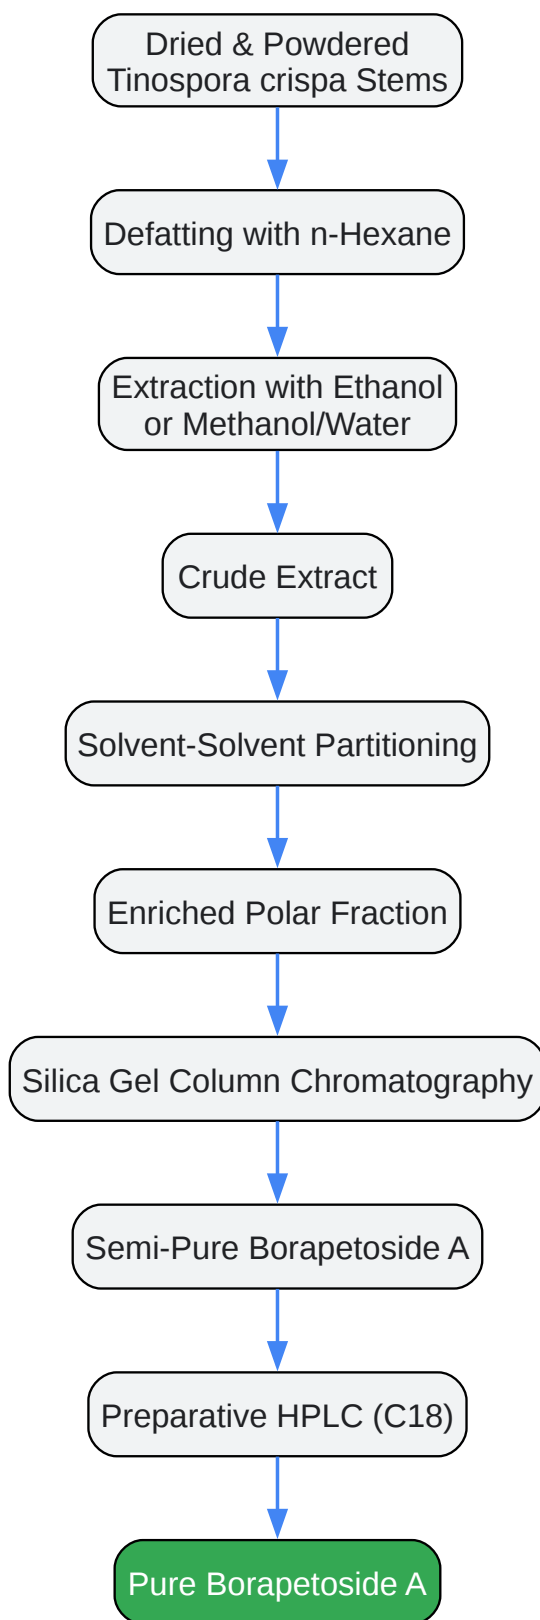 Dried & Powdered
Tinospora crispa Stems
Defatting with n-Hexane
Extraction with Ethanol
or Methanol/Water
Crude Extract
Solvent-Solvent Partitioning
Enriched Polar Fraction
Silica Gel Column Chromatography
Semi-Pure Borapetoside A
Preparative HPLC (C18)
Pure Borapetoside A